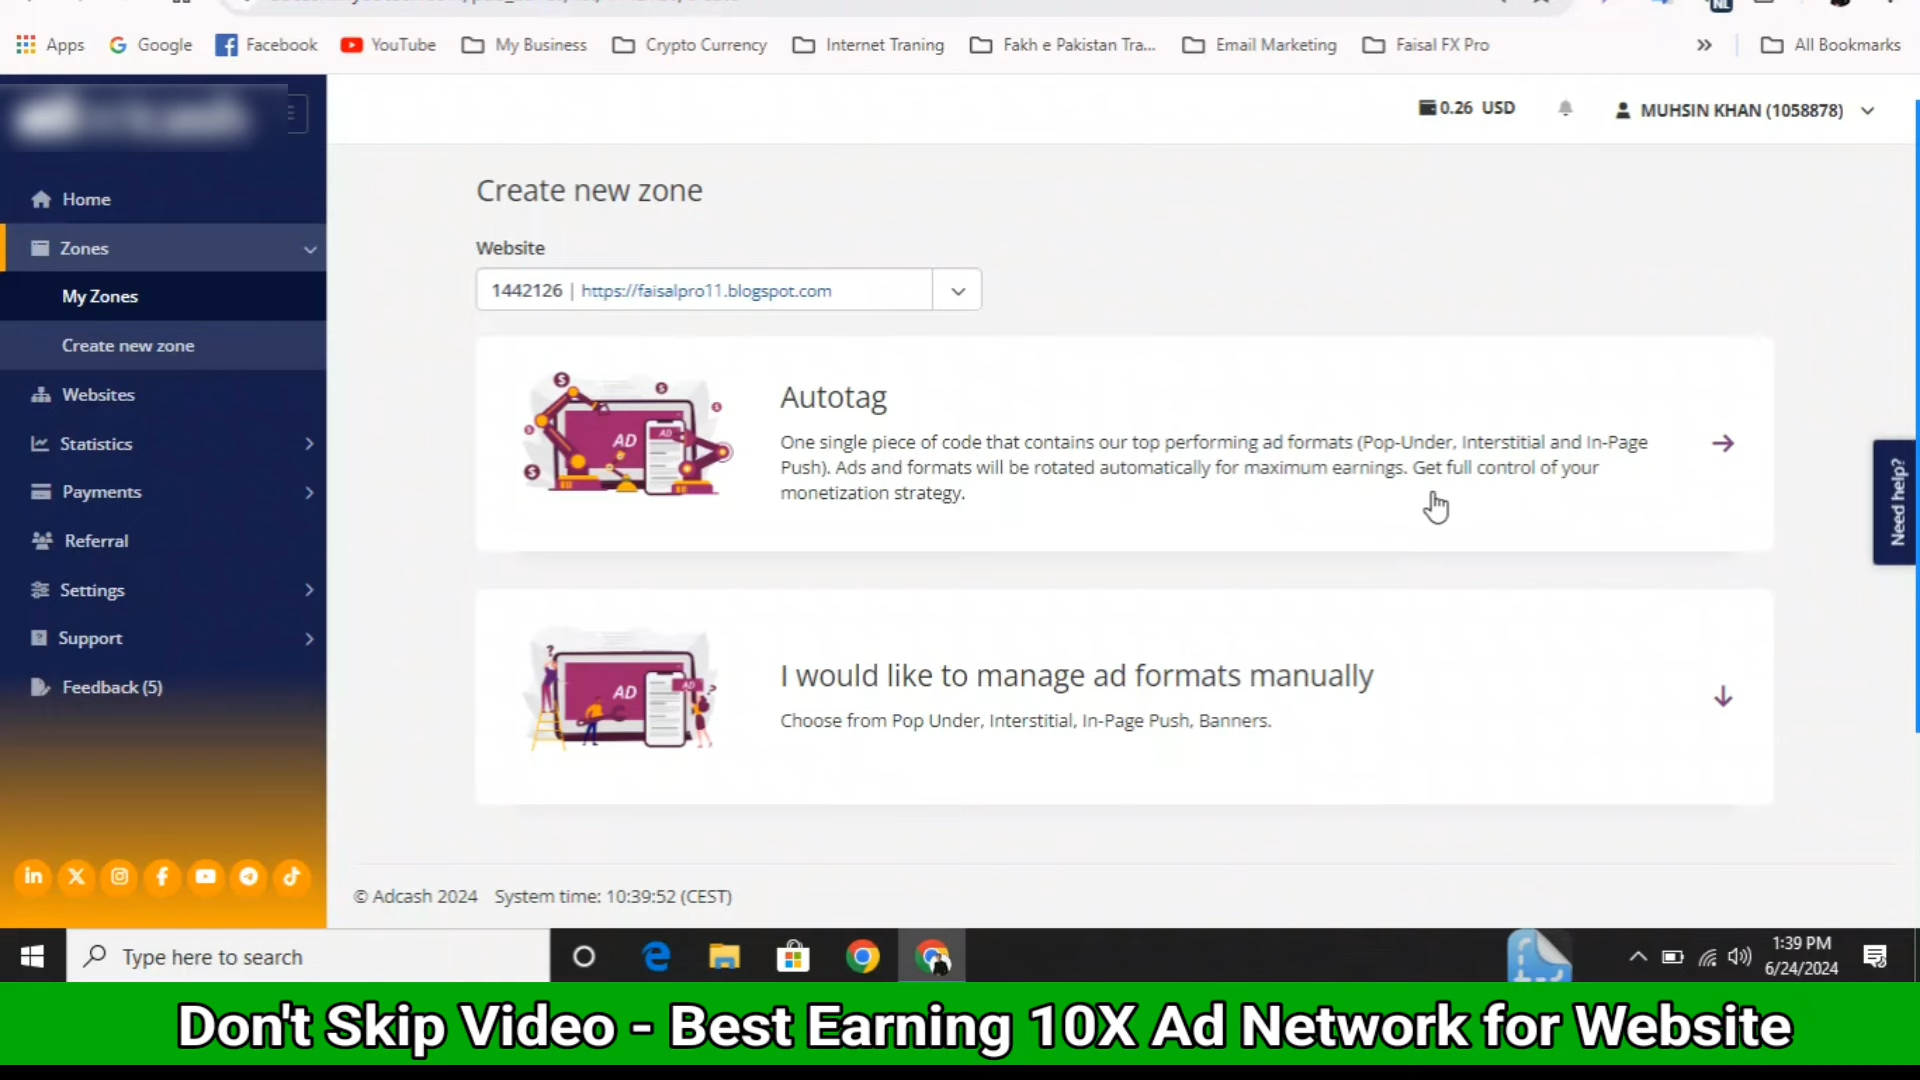 Apps
Google
Facebook
YouTube
My Business
Crypto Currency
Internet Traning
Fakh e Pakistan Tra...
Email Marketing
Faisal FX Pro
All Bookmarks
0.26 USD
MUHSIN KHAN (1058878)
Home
Zones
My Zones
Create new zone
Websites
Statistics
Payments
Referral
Settings
Support
Feedback (5)
Create new zone
Website
1442126 | https://faisalpro11.blogspot.com
AD
AD
Autotag
One single piece of code that contains our top performing ad formats (Pop-Under, Interstitial and In-Page
Push). Ads and formats will be rotated automatically for maximum earnings. Get full control of your
monetization strategy.
Need help?
AD
AD
I would like to manage ad formats manually
Choose from Pop Under, Interstitial, In-Page Push, Banners.
© Adcash 2024 System time: 10:39:52 (CEST)
Type here to search
1:39 PM
6/24/2024
Don't Skip Video - Best Earning 10X Ad Network for Website